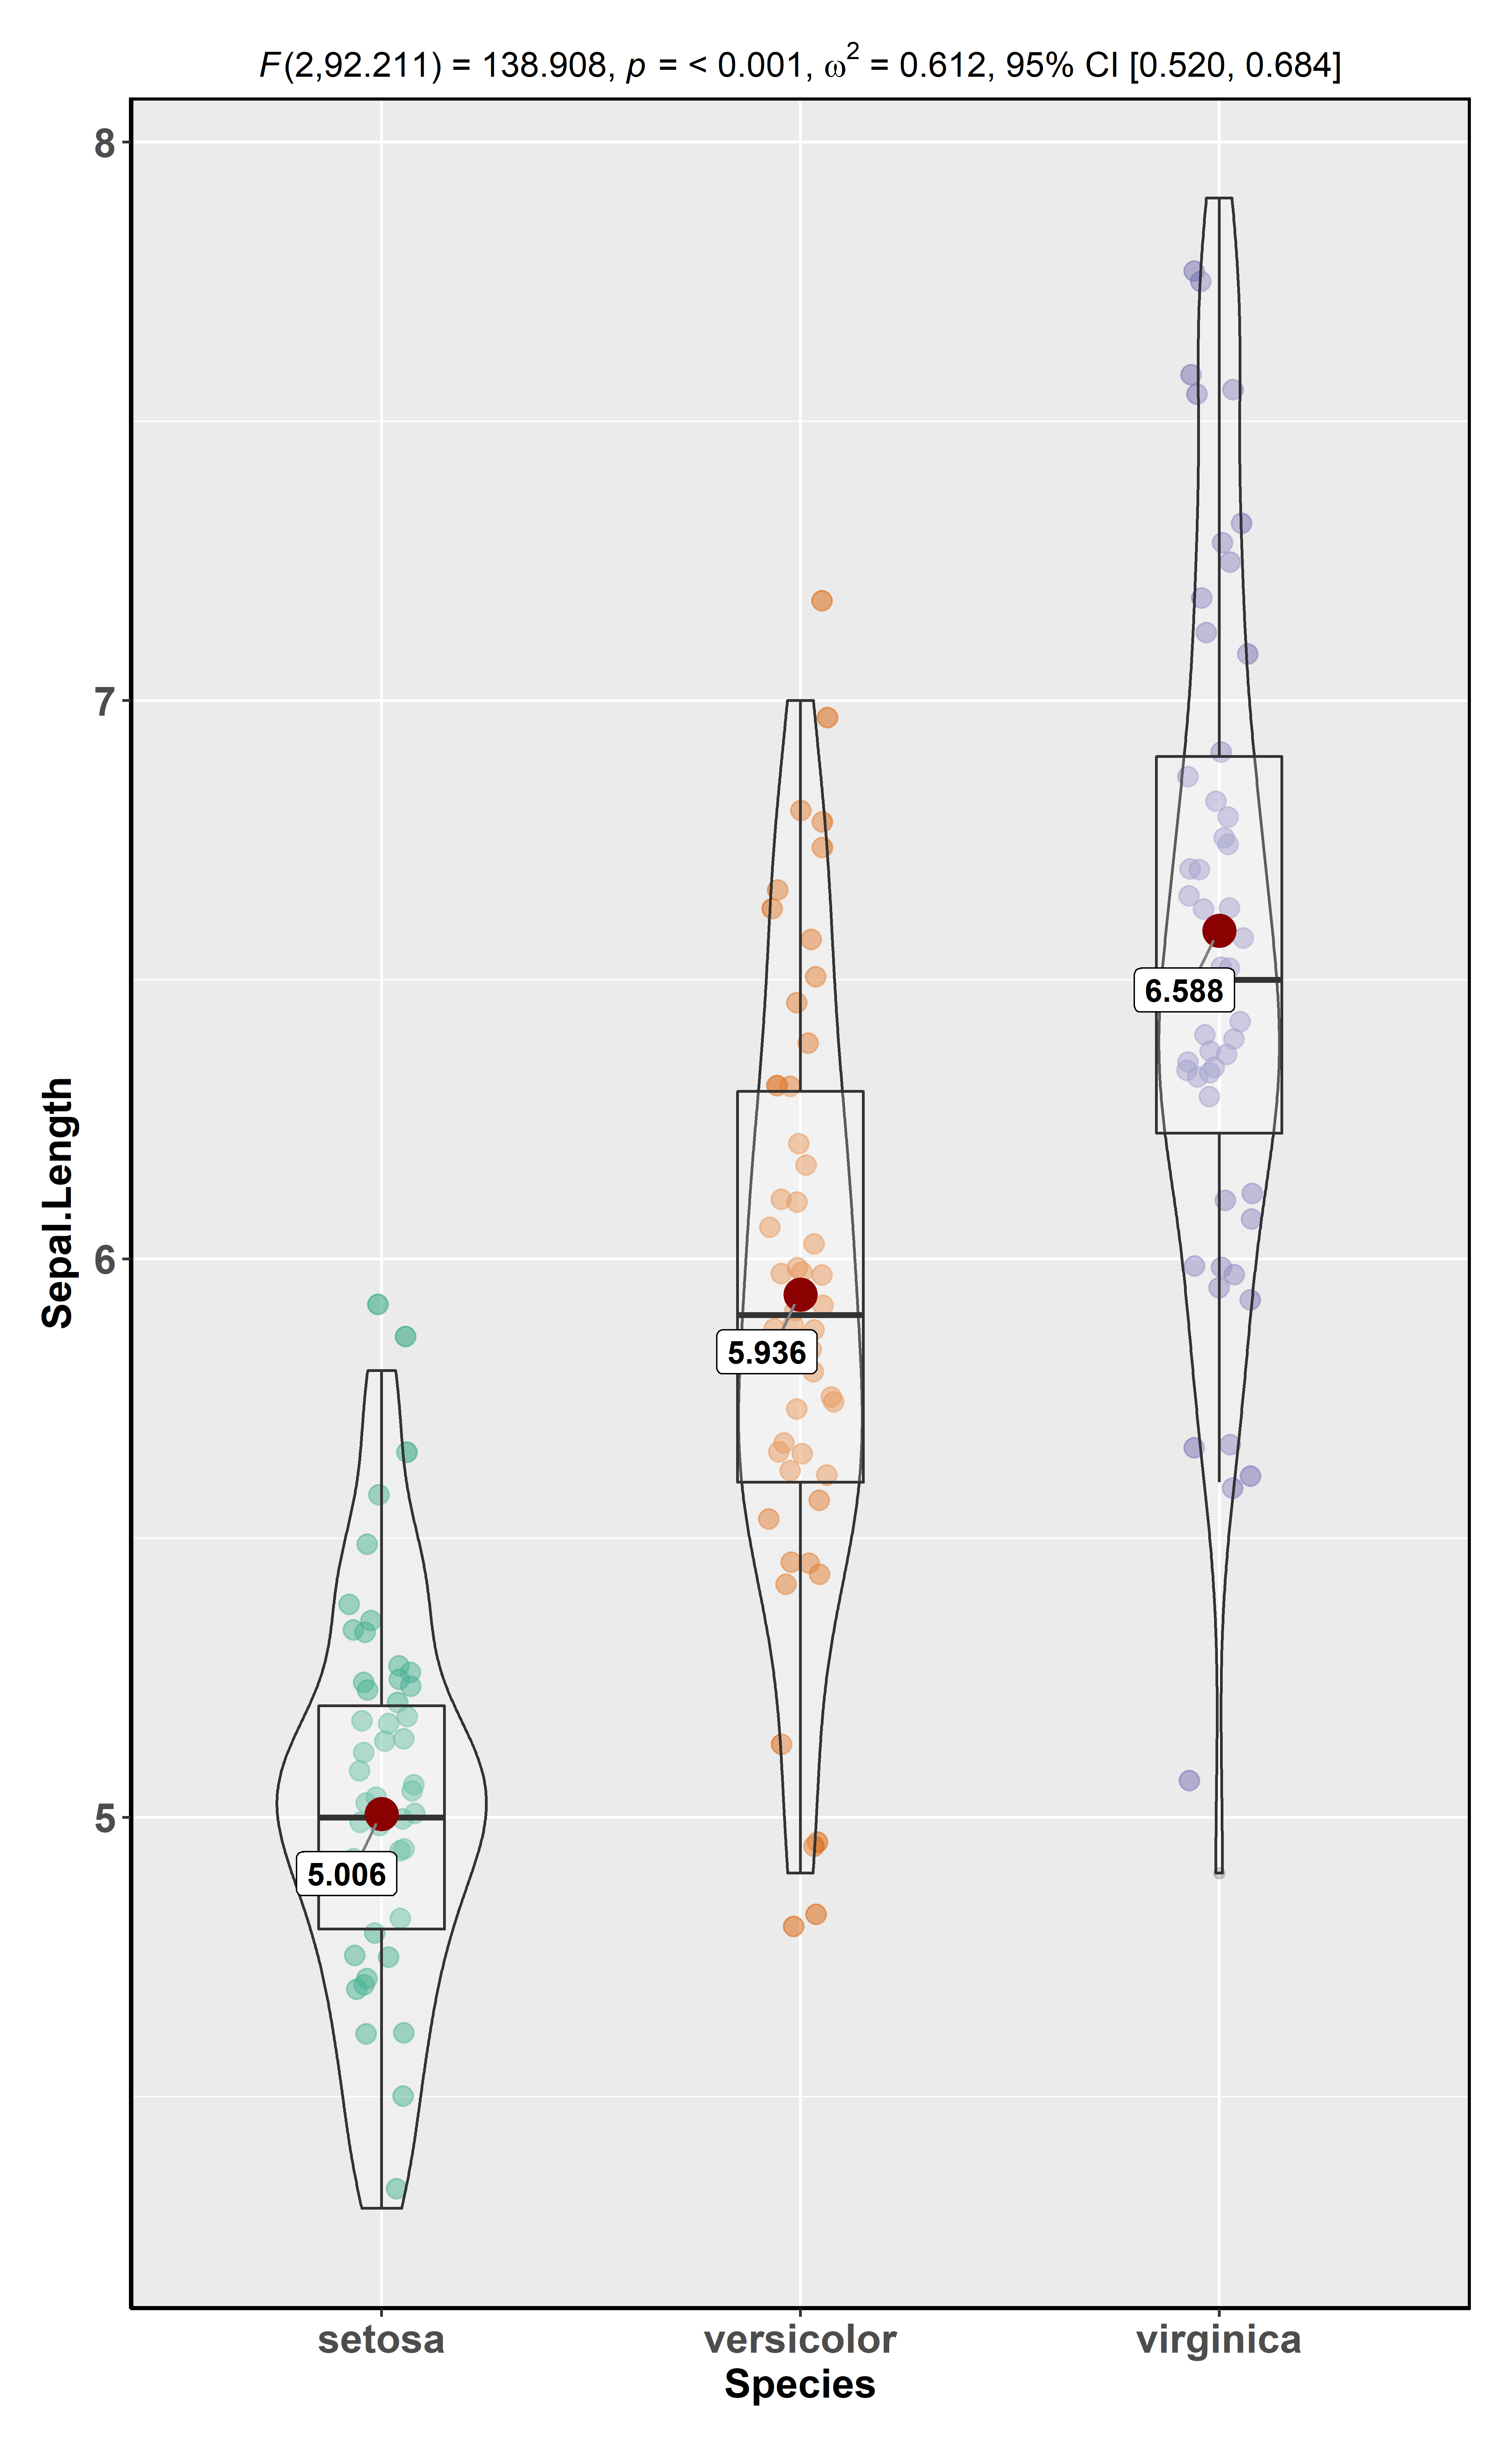 F(2,92.211) = 138.908, p = < 0.001, ω² = 0.612, 95% CI [0.520, 0.684]
8
7
6.588
6
5.936
5
5.006
Sepal.Length
setosa versicolor virginica
Species